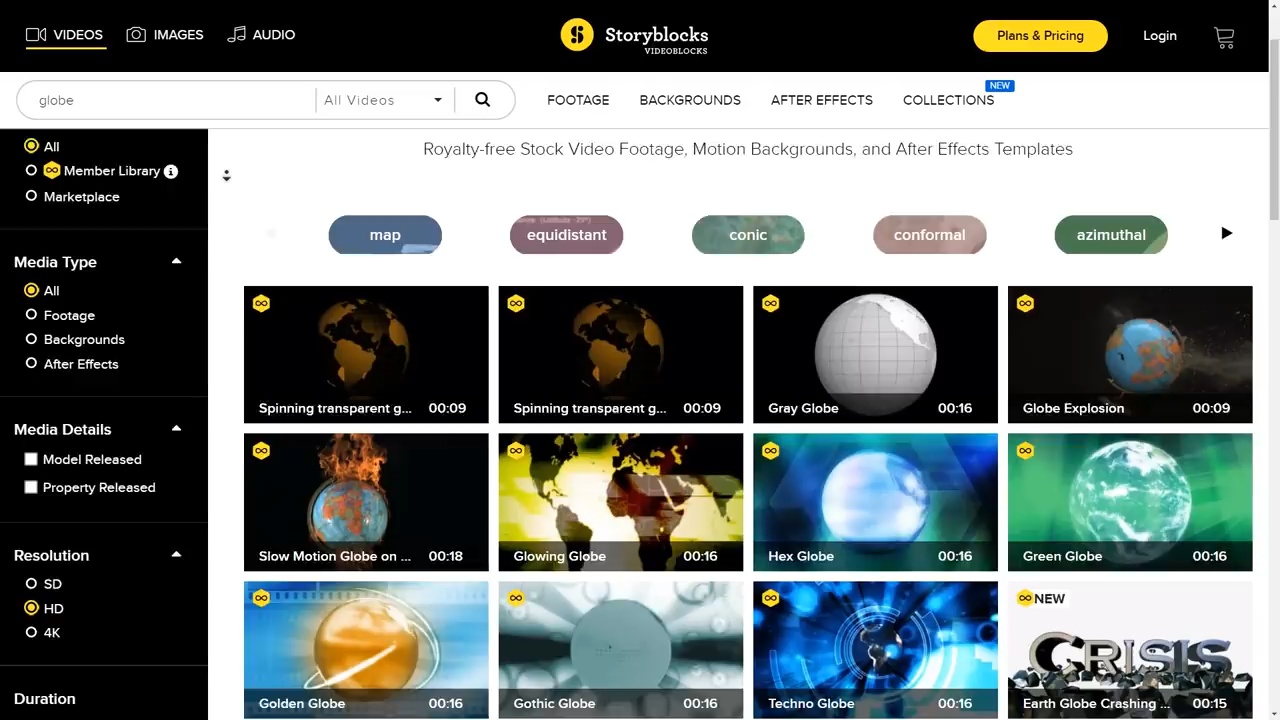 VIDEOS
IMAGES
AUDIO
Storyblocks
VIDEOBLOCKS
Plans & Pricing
Login
globe
All Videos
FOOTAGE
BACKGROUNDS
AFTER EFFECTS
COLLECTIONS
NEW
All
Member Library
Marketplace
Media Type
All
Footage
Backgrounds
After Effects
Media Details
Model Released
Property Released
Resolution
SD
HD
4K
Duration
Royalty-free Stock Video Footage, Motion Backgrounds, and After Effects Templates
map
equidistant
conic
conformal
azimuthal
Spinning transparent g... 00:09
Spinning transparent g... 00:09
Gray Globe 00:16
Globe Explosion 00:09
Slow Motion Globe on ... 00:18
Glowing Globe 00:16
Hex Globe 00:16
Green Globe 00:16
Golden Globe 00:16
Gothic Globe 00:16
Techno Globe 00:16
NEW
CRISIS
Earth Globe Crashing ... 00:15